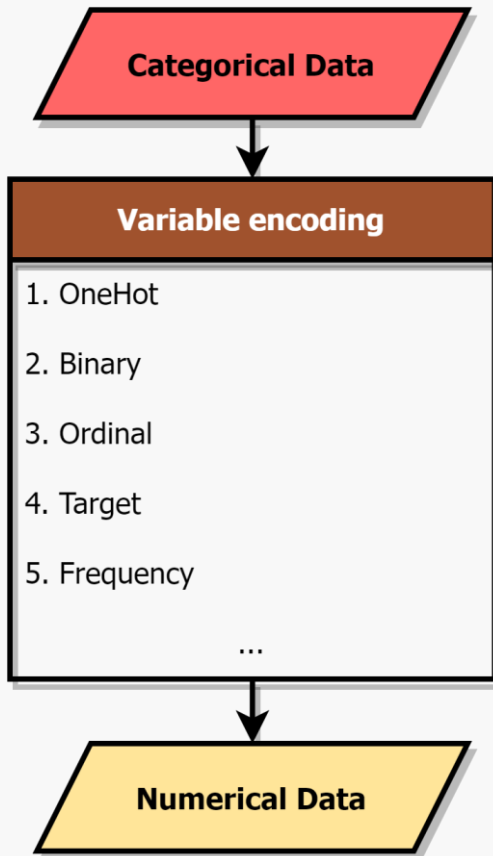 Categorical Data
Variable encoding
1. OneHot
2. Binary
3. Ordinal
4. Target
5. Frequency
...
Numerical Data